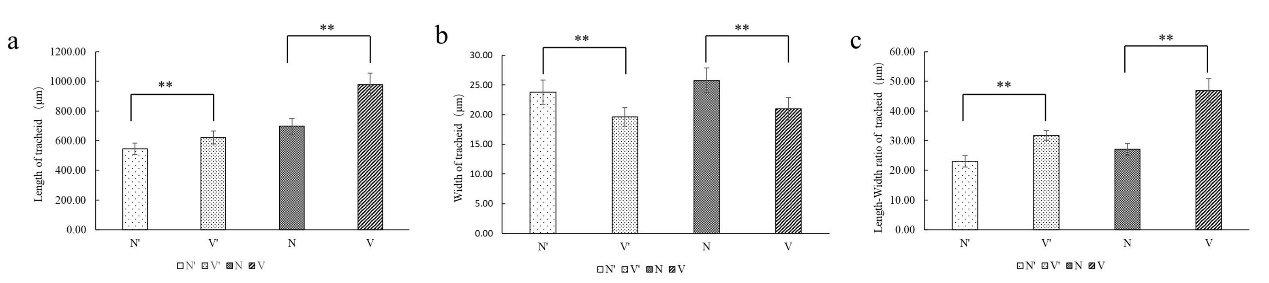 a
Length of tracheid （μm）
1200.00
1000.00
800.00
600.00
400.00
200.00
0.00
**
**
N' V' N V
N' V' N V
b
Width of tracheid （μm）
30.00
25.00
20.00
15.00
10.00
5.00
0.00
**
**
N' V' N V
N' V' N V
c
Length-Width ratio of tracheid （μm）
60.00
50.00
40.00
30.00
20.00
10.00
0.00
**
**
N' V' N V
N' V' N V